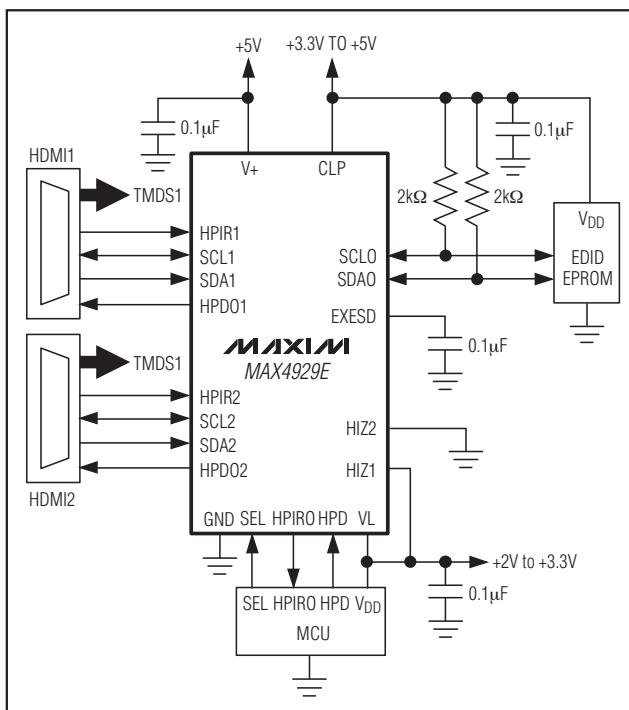 +5V
+3.3V TO +5V
0.1µF
0.1µF
HDMI1
V+
CLP
TMDS1
2kΩ
2kΩ
VDD
HPIR1
SCL1
SCL0
EDID
SDA1
SDA0
EPROM
HPDO1
EXESD
MAXIM
0.1µF
TMDS1
MAX4929E
HPIR2
SCL2
HIZ2
SDA2
HPDO2
HIZ1
HDMI2
GND
SEL
HPIRO
HPD
VL
+2V to +3.3V
SEL
HPIRO
HPD
VDD
0.1µF
MCU